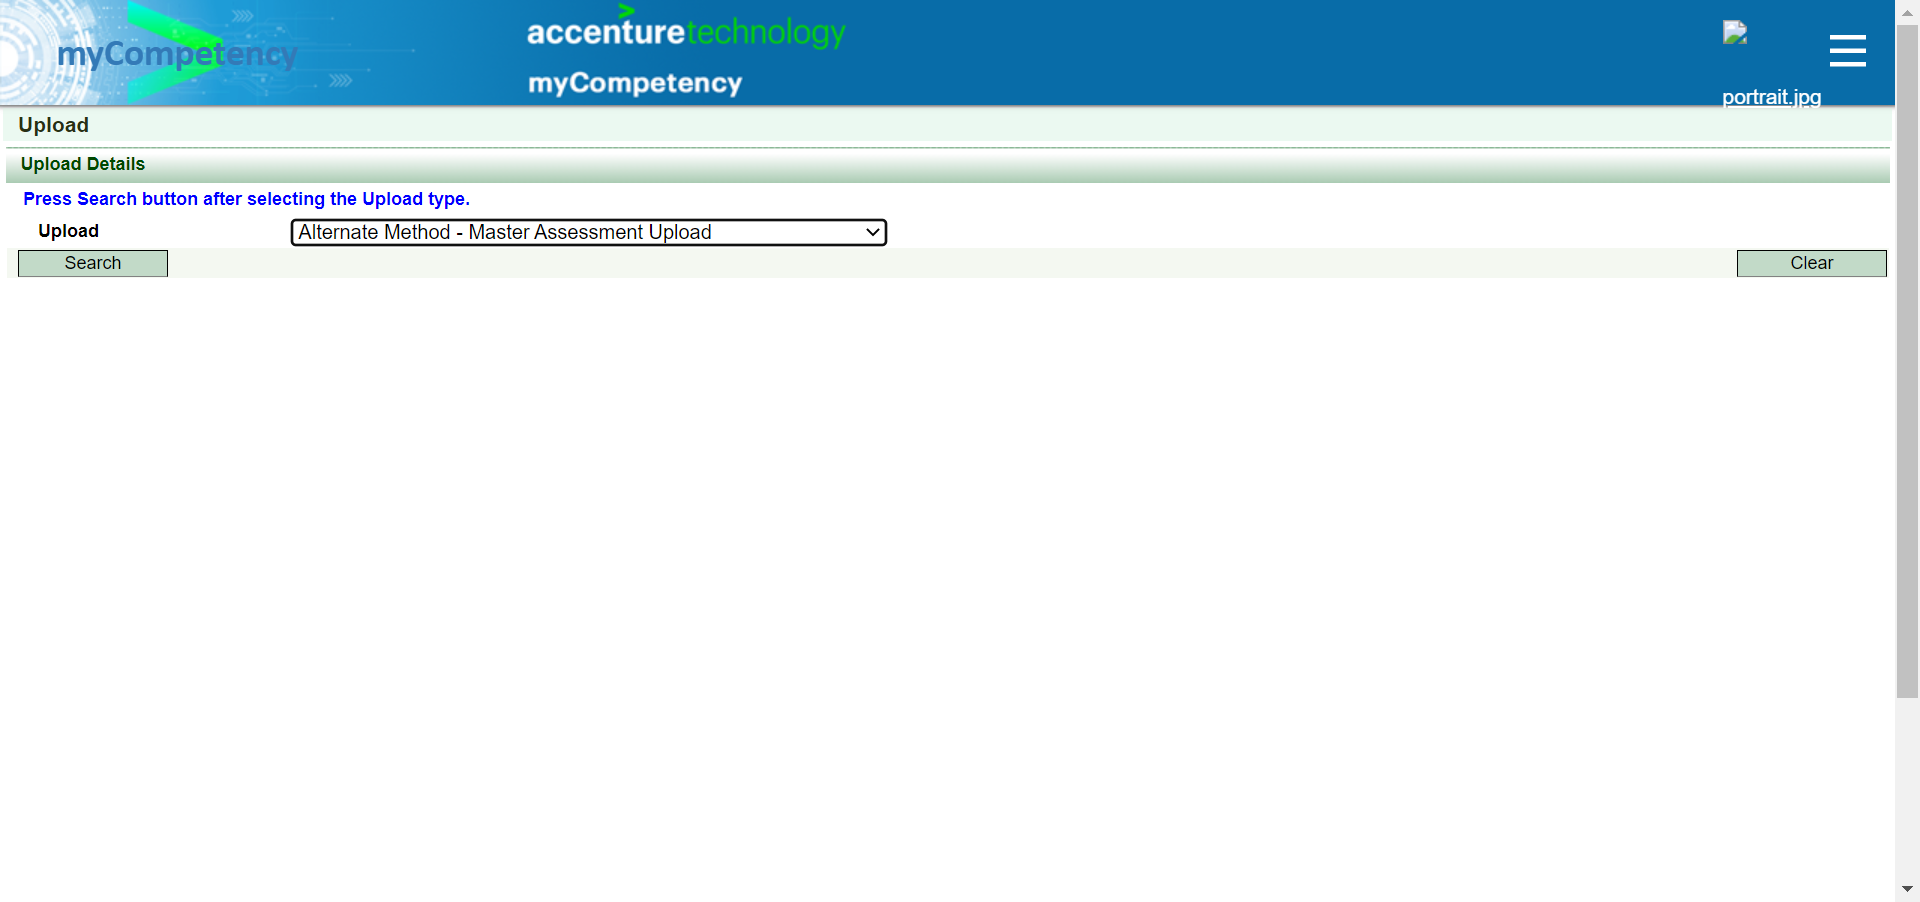 myCompetency
accenturetechnology
myCompetency
portrait.jpg
Upload
Upload Details
Press Search button after selecting the Upload type.
Upload
Alternate Method - Master Assessment Upload
Search
Clear